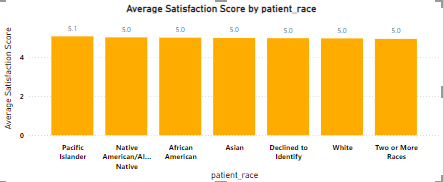 Average Satisfaction Score by patient_race
Average Satisfaction Score
4
2
0
5.1
5.0
5.0
5.0
5.0
5.0
5.0
Pacific
Islander
Native
American/Al...
Native
African
American
Asian
Declined to
Identify
White
Two or More
Races
patient_race